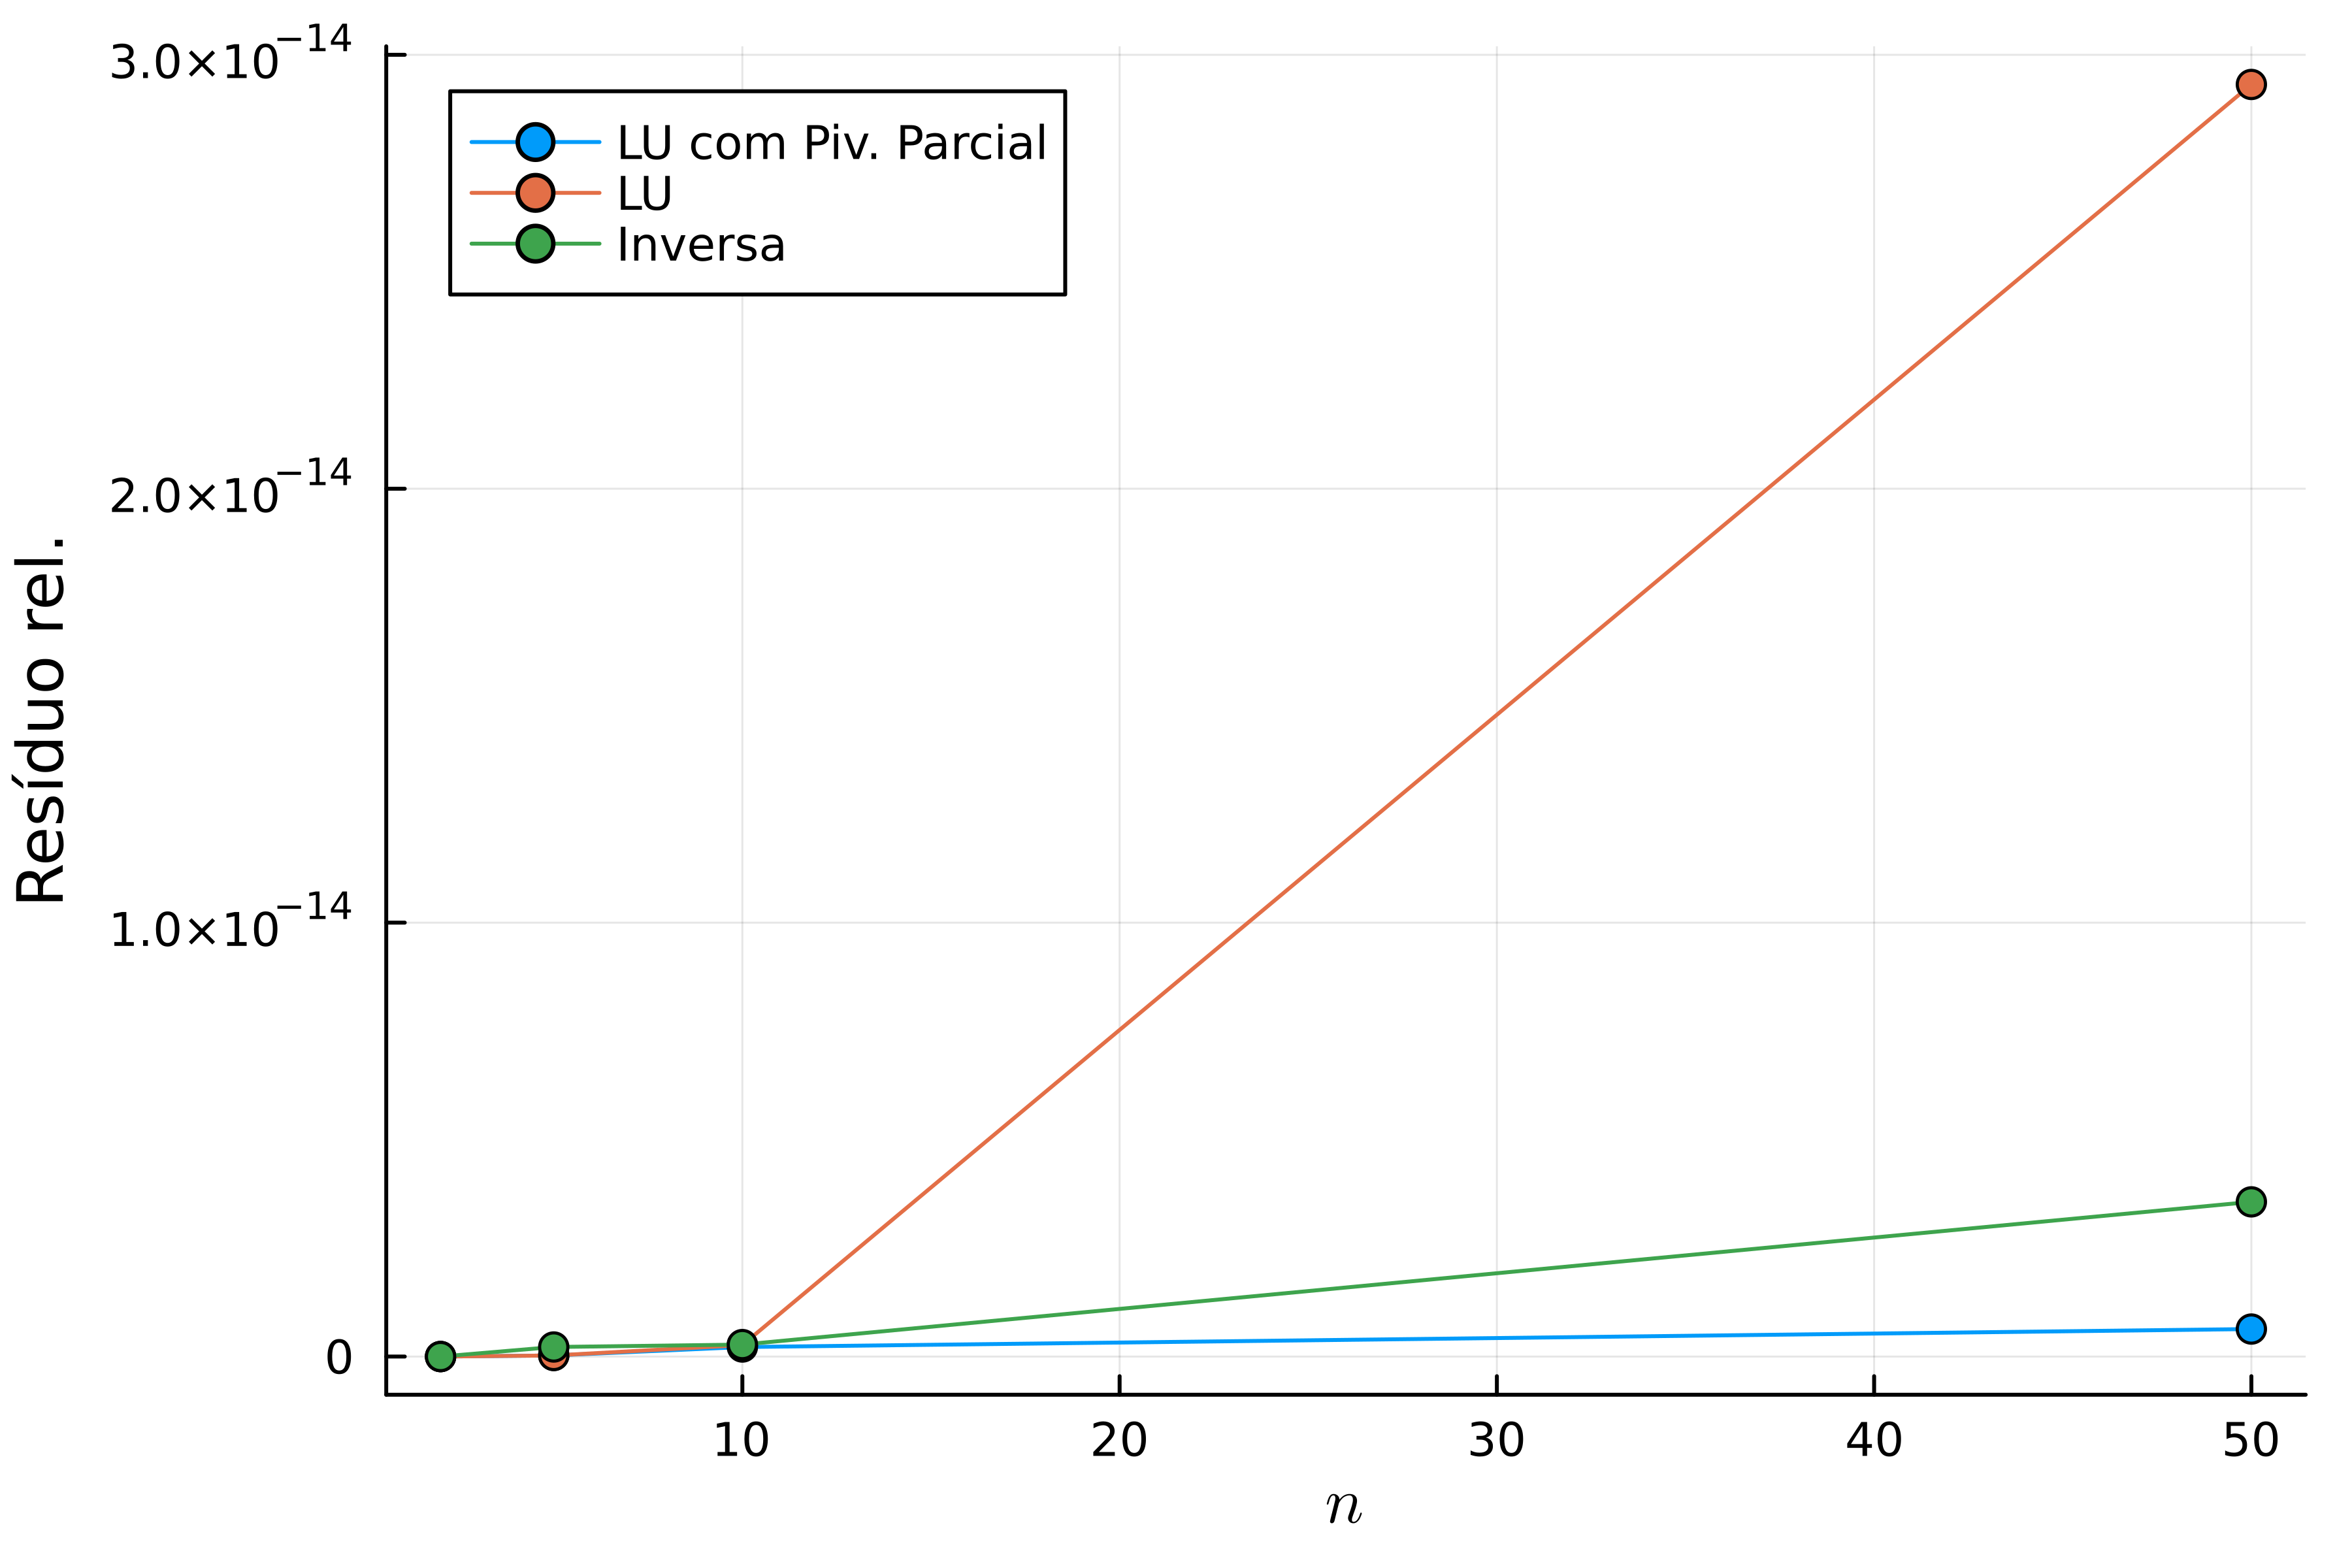 3.0×10⁻¹⁴
LU com Piv. Parcial
LU
Inversa
2.0×10⁻¹⁴
Resíduo rel.
1.0×10⁻¹⁴
0
10 20 30 40 50
n